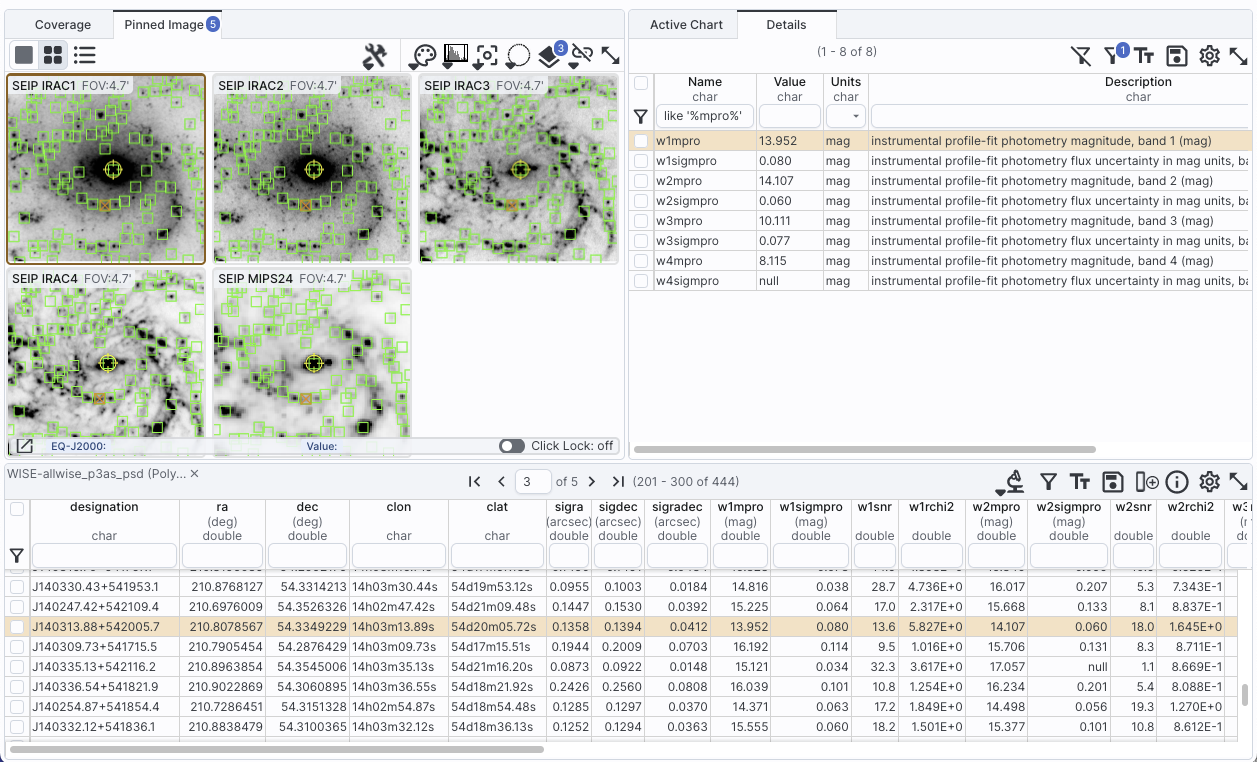 Coverage
Pinned Image 5
3
SEIP IRAC1 FOV:4.7'
SEIP IRAC2 FOV:4.7'
SEIP IRAC3 FOV:4.7'
SEIP IRAC4 FOV:4.7'
SEIP MIPS24 FOV:4.7'
EQ-J2000: Value: Click Lock: off
Active Chart
Details
(1 - 8 of 8) 1
Name Value Units Description
char char char char
like '%mpro%'
w1mpro 13.952 mag instrumental profile-fit photometry magnitude, band 1 (mag)
w1sigmpro 0.080 mag instrumental profile-fit photometry flux uncertainty in mag units, ba
w2mpro 14.107 mag instrumental profile-fit photometry magnitude, band 2 (mag)
w2sigmpro 0.060 mag instrumental profile-fit photometry flux uncertainty in mag units, ba
w3mpro 10.111 mag instrumental profile-fit photometry magnitude, band 3 (mag)
w3sigmpro 0.077 mag instrumental profile-fit photometry flux uncertainty in mag units, ba
w4mpro 8.115 mag instrumental profile-fit photometry magnitude, band 4 (mag)
w4sigmpro null mag instrumental profile-fit photometry flux uncertainty in mag units, ba
WISE-allwise_p3as_psd (Poly... ×
3 of 5 (201 - 300 of 444)
designation ra dec clon clat sigra sigdec sigradec w1mpro w1sigmpro w1snr w1rchi2 w2mpro w2sigmpro w2snr w2rchi2
(deg) (deg) (arcsec) (arcsec) (arcsec) (mag) (mag) (mag) (mag)
char double double char char double double double double double double double double double double double
J140330.43+541953.1 210.8768127 54.3314213 14h03m30.44s 54d19m53.12s 0.0955 0.1003 0.0184 14.816 0.038 28.7 4.736E+0 16.017 0.207 5.3 7.343E-1
J140247.42+542109.4 210.6976009 54.3526326 14h02m47.42s 54d21m09.48s 0.1447 0.1530 0.0392 15.225 0.064 17.0 2.317E+0 15.668 0.133 8.1 8.837E-1
J140313.88+542005.7 210.8078567 54.3349229 14h03m13.89s 54d20m05.72s 0.1358 0.1394 0.0412 13.952 0.080 13.6 5.827E+0 14.107 0.060 18.0 1.645E+0
J140309.73+541715.5 210.7905454 54.2876429 14h03m09.73s 54d17m15.51s 0.1944 0.2009 0.0703 16.192 0.114 9.5 1.016E+0 15.706 0.131 8.3 8.711E-1
J140335.13+542116.2 210.8963854 54.3545006 14h03m35.13s 54d21m16.20s 0.0873 0.0922 0.0148 15.121 0.034 32.3 3.617E+0 17.057 null 1.1 8.669E-1
J140336.54+541821.9 210.9022869 54.3060895 14h03m36.55s 54d18m21.92s 0.2426 0.2560 0.0808 16.039 0.101 10.8 1.254E+0 16.234 0.201 5.4 8.088E-1
J140254.87+541854.4 210.7286451 54.3151328 14h02m54.87s 54d18m54.48s 0.1285 0.1297 0.0370 14.371 0.063 17.2 1.849E+0 14.498 0.056 19.3 1.270E+0
J140332.12+541836.1 210.8838479 54.3100365 14h03m32.12s 54d18m36.13s 0.1252 0.1294 0.0363 15.555 0.060 18.2 1.501E+0 15.377 0.101 10.8 8.612E-1